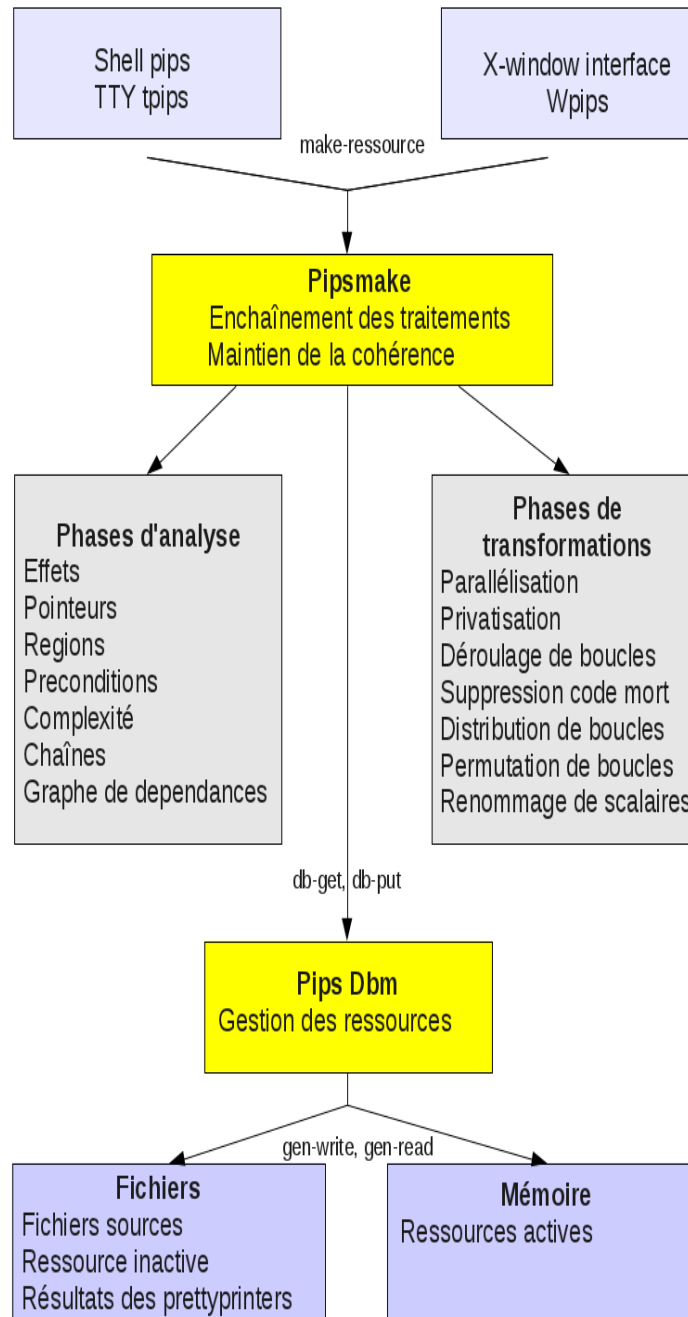 Shell pips
TTY tpips
X-window interface
Wpips
make-ressource
Pipsmake
Enchaînement des traitements
Maintien de la cohérence
Phases d'analyse
Effets
Pointeurs
Regions
Preconditions
Complexité
Chaînes
Graphe de dependances
Phases de
transformations
Parallélisation
Privatisation
Déroulage de boucles
Suppression code mort
Distribution de boucles
Permutation de boucles
Renommage de scalaires
db-get, db-put
Pips Dbm
Gestion des ressources
gen-write, gen-read
Fichiers
Fichiers sources
Ressource inactive
Résultats des prettyprinters
Mémoire
Ressources actives